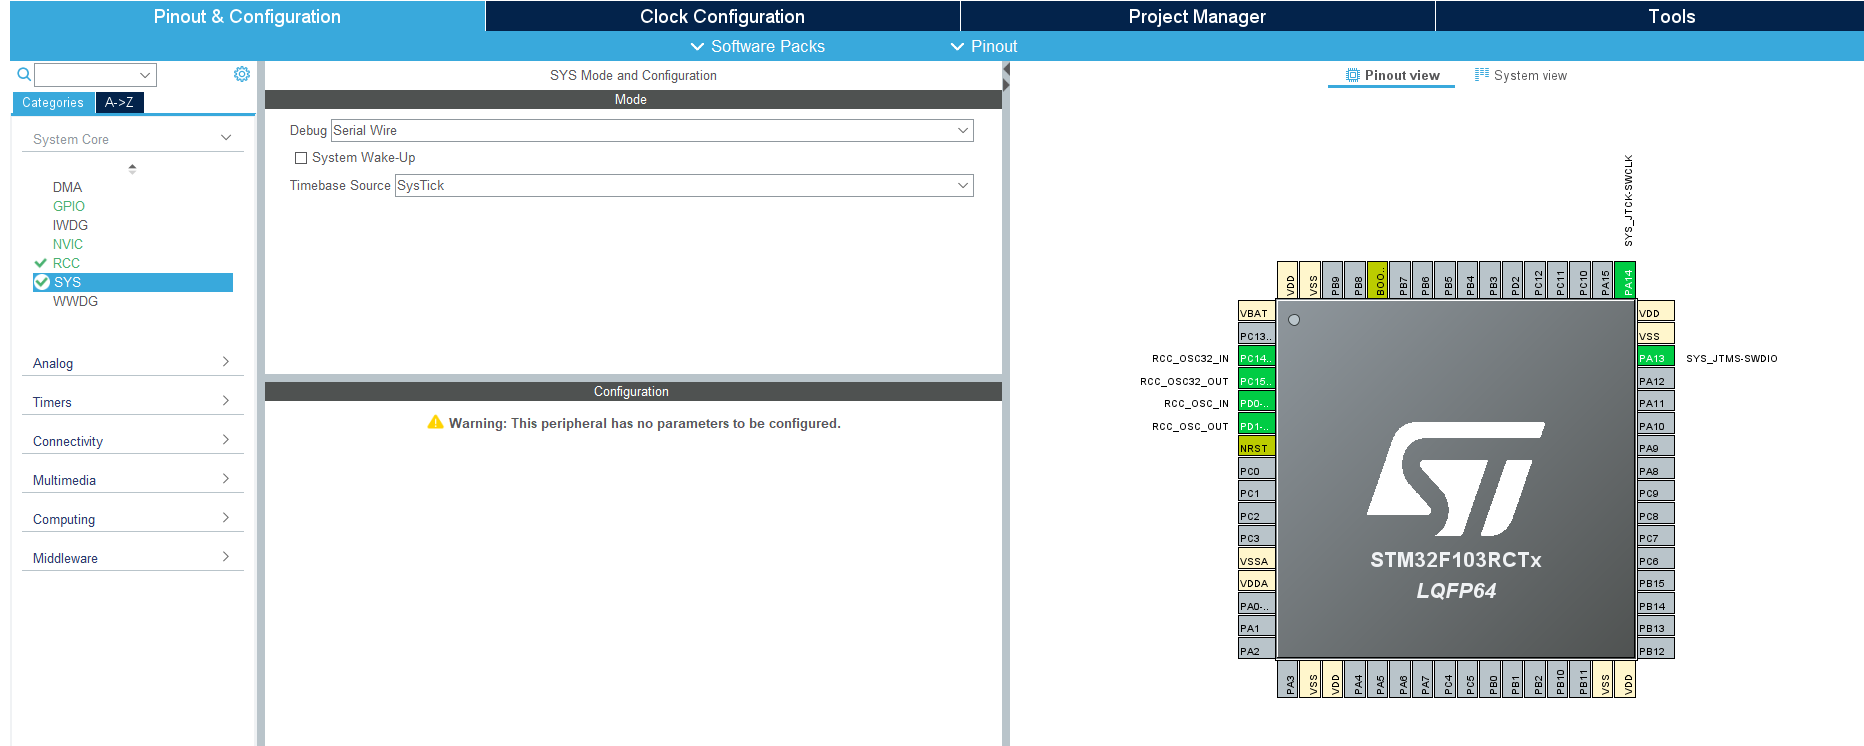 Pinout & Configuration
Clock Configuration
Project Manager
Tools
Software Packs
Pinout
Categories
A->Z
System Core
DMA
GPIO
IWDG
NVIC
RCC
SYS
WWDG
Analog
Timers
Connectivity
Multimedia
Computing
Middleware
SYS Mode and Configuration
Mode
Debug Serial Wire
System Wake-Up
Timebase Source SysTick
Configuration
Warning: This peripheral has no parameters to be configured.
Pinout view
System view
SYS_JTCK-SWCLK
VDD
VSS
PB9
PB8
BOO..
PB7
PB6
PB5
PB4
PB3
PD2
PC12
PC11
PC10
PA15
PA14
VBAT
PC13..
RCC_OSC32_IN PC14..
RCC_OSC32_OUT PC15..
RCC_OSC_IN PD0-..
RCC_OSC_OUT PD1-..
NRST
PC0
PC1
PC2
PC3
VSSA
VDDA
PA0-..
PA1
PA2
STM32F103RCTx
LQFP64
VDD
VSS
PA13 SYS_JTMS-SWDIO
PA12
PA11
PA10
PA9
PA8
PC9
PC8
PC7
PC6
PB15
PB14
PB13
PB12
PA3
VSS
VDD
PA4
PA5
PA6
PA7
PC4
PC5
PB0
PB1
PB2
PB10
PB11
VSS
VDD